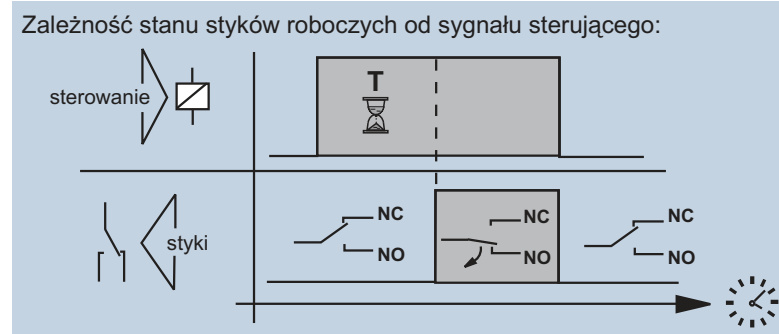 Zależność stanu styków roboczych od sygnału sterującego:
T
sterowanie
NC
NO
NC
NO
NC
NO
styki